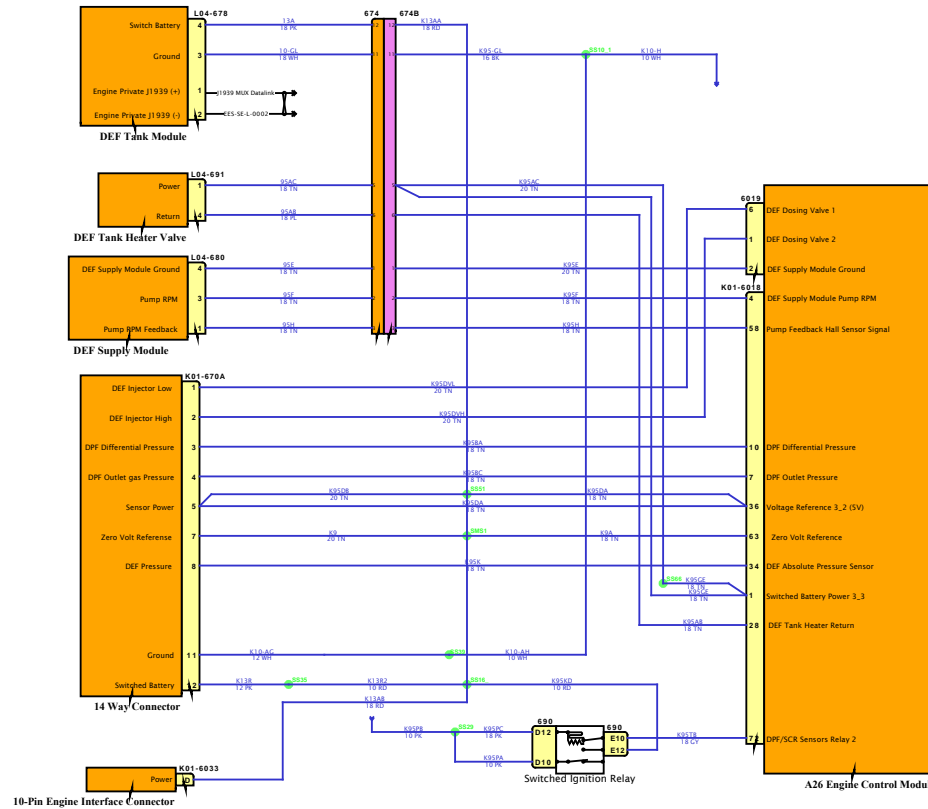 L04-678
674
674B
Switch Battery
4
13A
18 PK
12
12
K13AA
18 RD
Ground
3
10-GL
18 WH
11
11
K95-GL
16 BK
SS10_1
K10-H
10 WH
Engine Private J1939 (+)
1
J1939 MUX Datalink
Engine Private J1939 (-)
2
EES-SE-L-0002
DEF Tank Module
L04-691
Power
1
95AC
18 TN
K95AC
20 TN
Return
4
95AB
18 PL
DEF Tank Heater Valve
6019
6
DEF Dosing Valve 1
1
DEF Dosing Valve 2
L04-680
DEF Supply Module Ground
4
95E
18 TN
K95E
20 TN
2
DEF Supply Module Ground
K01-6018
Pump RPM
3
95F
18 TN
2
2
K95F
18 TN
4
DEF Supply Module Pump RPM
Pump RPM Feedback
1
95H
18 TN
K95H
18 TN
58
Pump Feedback Hall Sensor Signal
DEF Supply Module
K01-670A
DEF Injector Low
1
K95DVL
20 TN
DEF Injector High
2
K95DVH
20 TN
DPF Differential Pressure
3
K95BA
18 TN
10
DPF Differential Pressure
DPF Outlet gas Pressure
4
K95BC
18 TN
7
DPF Outlet Pressure
K95DB
20 TN
SS51
K95DA
18 TN
Sensor Power
5
K95DA
18 TN
36
Voltage Reference 3_2 (5V)
Zero Volt Referense
7
K9
20 TN
SMS1
K9A
18 TN
63
Zero Volt Reference
DEF Pressure
8
K95K
18 TN
34
DEF Absolute Pressure Sensor
K95GE
18 TN
K95GE
18 TN
1
Switched Battery Power 3_3
28
DEF Tank Heater Return
K95AB
18 TN
Ground
11
K10-AG
12 WH
K10-AH
10 WH
Switched Battery
2
K13R
12 PK
SS35
K13R2
10 RD
SS36
K95KD
10 RD
14 Way Connector
K13AB
18 RD
K95PB
10 PK
SS29
K95PC
18 PK
K95PA
10 PK
690
690
D12
D10
E10
E12
K95TB
18 GY
DPF/SCR Sensors Relay 2
Switched Ignition Relay
K01-6033
Power
D
10-Pin Engine Interface Connector
A26 Engine Control Modu